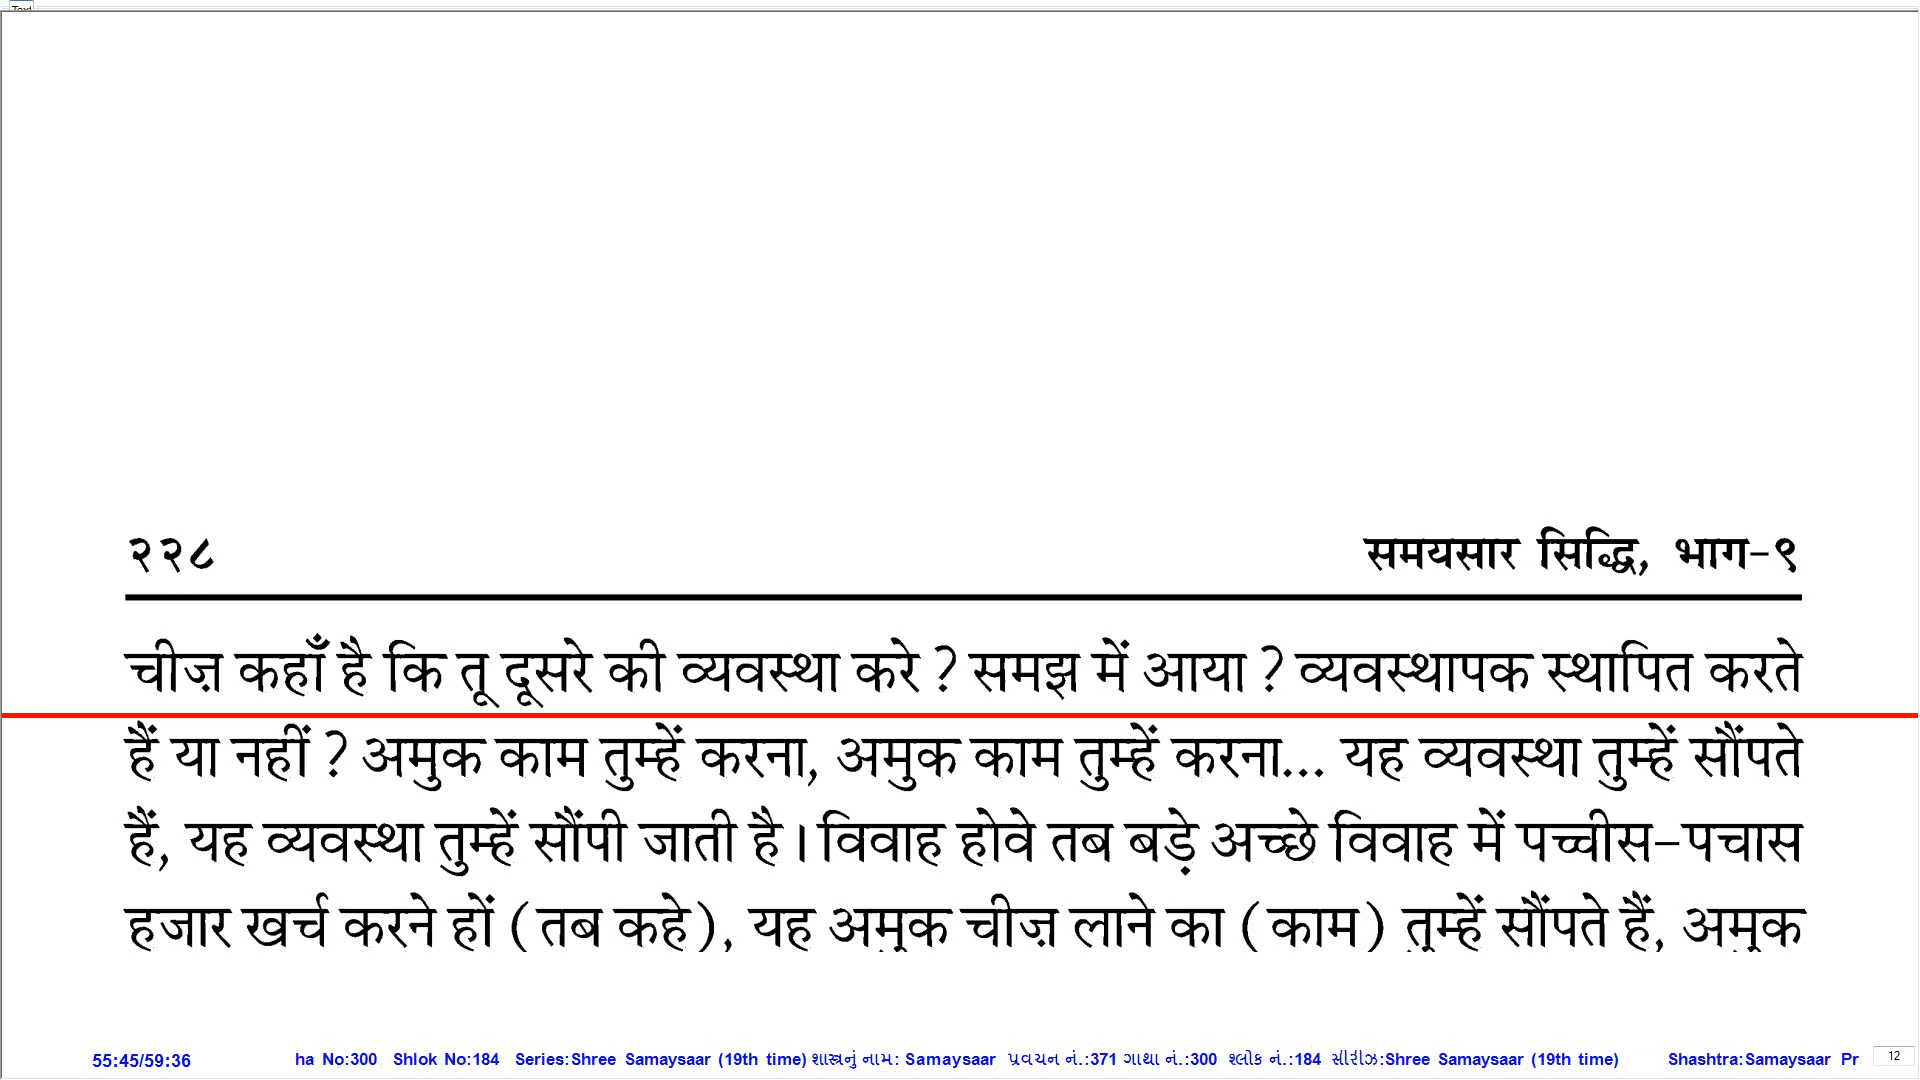 Text
२२८ समयसार सिद्धि, भाग-९
चीज़ कहाँ है कि तू दूसरे की व्यवस्था करे ? समझ में आया ? व्यवस्थापक स्थापित करते
हैं या नहीं ? अमुक काम तुम्हें करना, अमुक काम तुम्हें करना... यह व्यवस्था तुम्हें सौंपते
हैं, यह व्यवस्था तुम्हें सौंपी जाती है। विवाह होवे तब बड़े अच्छे विवाह में पच्चीस-पचास
हजार खर्च करने हों (तब कहे), यह अमुक चीज़ लाने का (काम) तुम्हें सौंपते हैं, अमुक
55:45/59:36 ha No:300 Shlok No:184 Series:Shree Samaysaar (19th time) શાસ્ત્રનું નામ: Samaysaar પ્રવચન નં.:371 ગાથા નં.:300 શ્લોક નં.:184 સીરીઝ:Shree Samaysaar (19th time) Shashtra:Samaysaar Pr 12